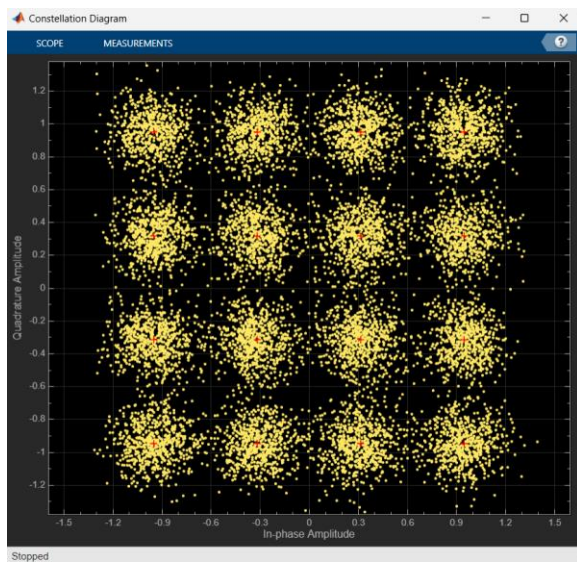 Constellation Diagram
SCOPE MEASUREMENTS ?
1.2
1
0.8
0.6
0.4
0.2
0
-0.2
-0.4
-0.6
-0.8
-1
-1.2
Quadrature Amplitude
-1.5 -1.2 -0.9 -0.6 -0.3 0 0.3 0.6 0.9 1.2 1.5
In-phase Amplitude
Stopped